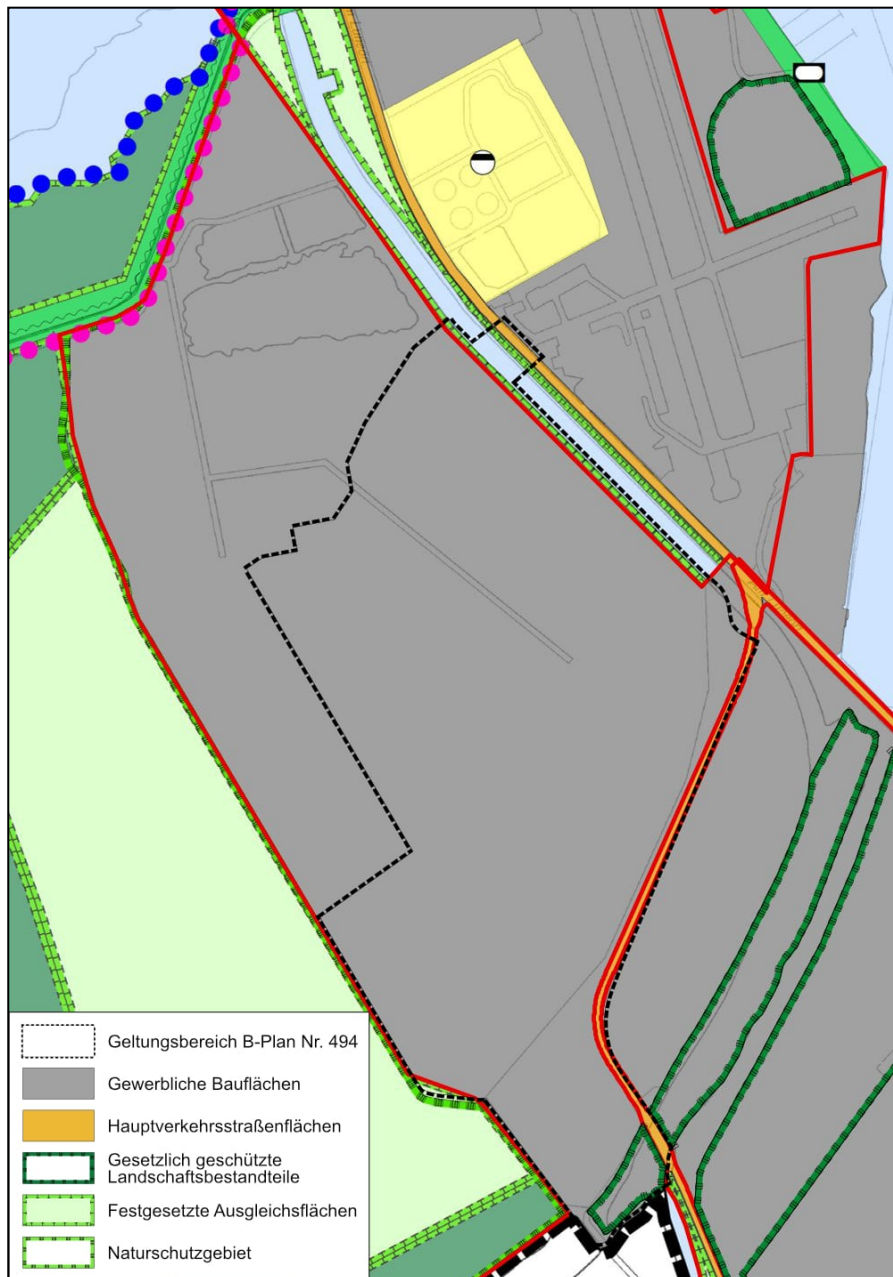 Geltungsbereich B-Plan Nr. 494
Gewerbliche Bauflächen
Hauptverkehrsstraßenflächen
Gesetzlich geschützte
Landschaftsbestandteile
Festgesetzte Ausgleichsflächen
Naturschutzgebiet